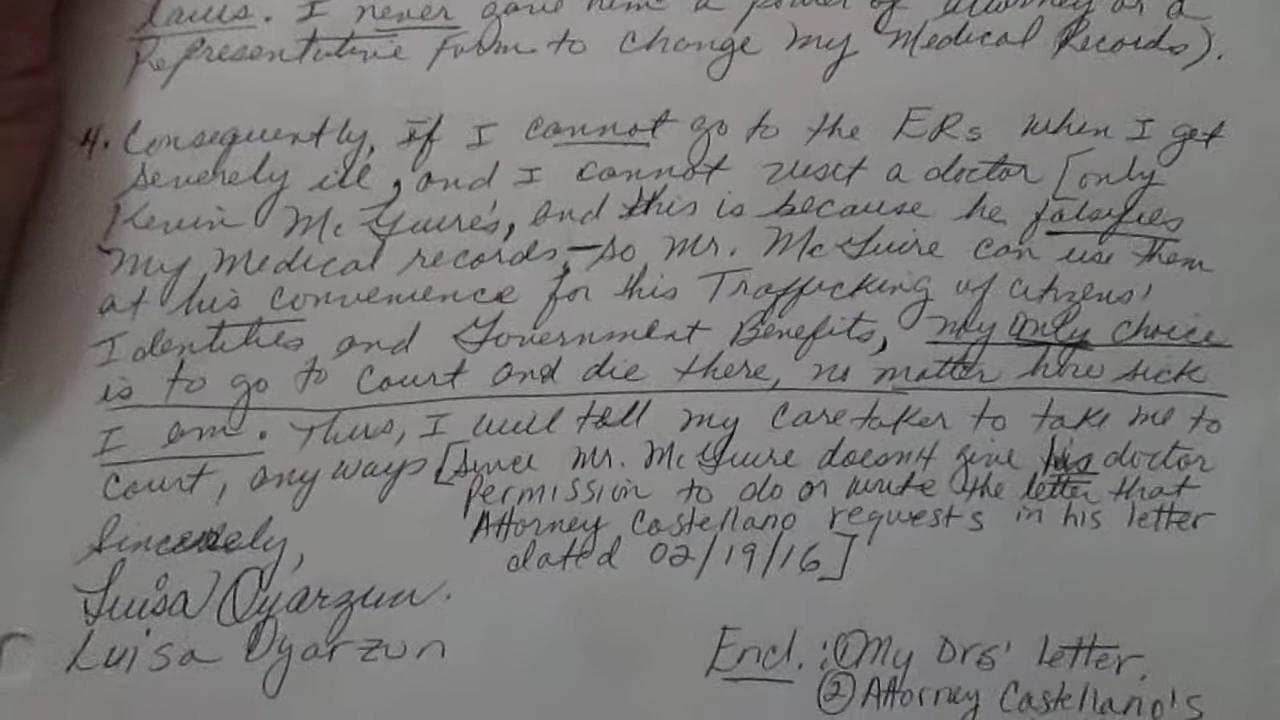 laws. I never gave him a power of attorney or a
Representative Form to change my Medical Records).
4. Consequently, if I cannot go to the ERs when I get
severely ill, and I cannot visit a doctor [only
Kevin McGuire's, and this is because he falsifies
my Medical records - so Mr. McGuire can use them
at his convenience for this Trafficking of citizens'
Identities and Government Benefits, my only choice
is to go to court and die there, no matter how sick
I am. Thus, I will tell my caretaker to take me to
court, any ways [Since Mr. McGuire doesn't give his doctor
permission to do or write the letter that
Attorney Castellano requests in his letter
dated 02/19/16]
Sincerely,
Luisa Oyarzun.
Luisa Oyarzun
Encl.: ① My Drs' letter,
② Attorney Castellano's